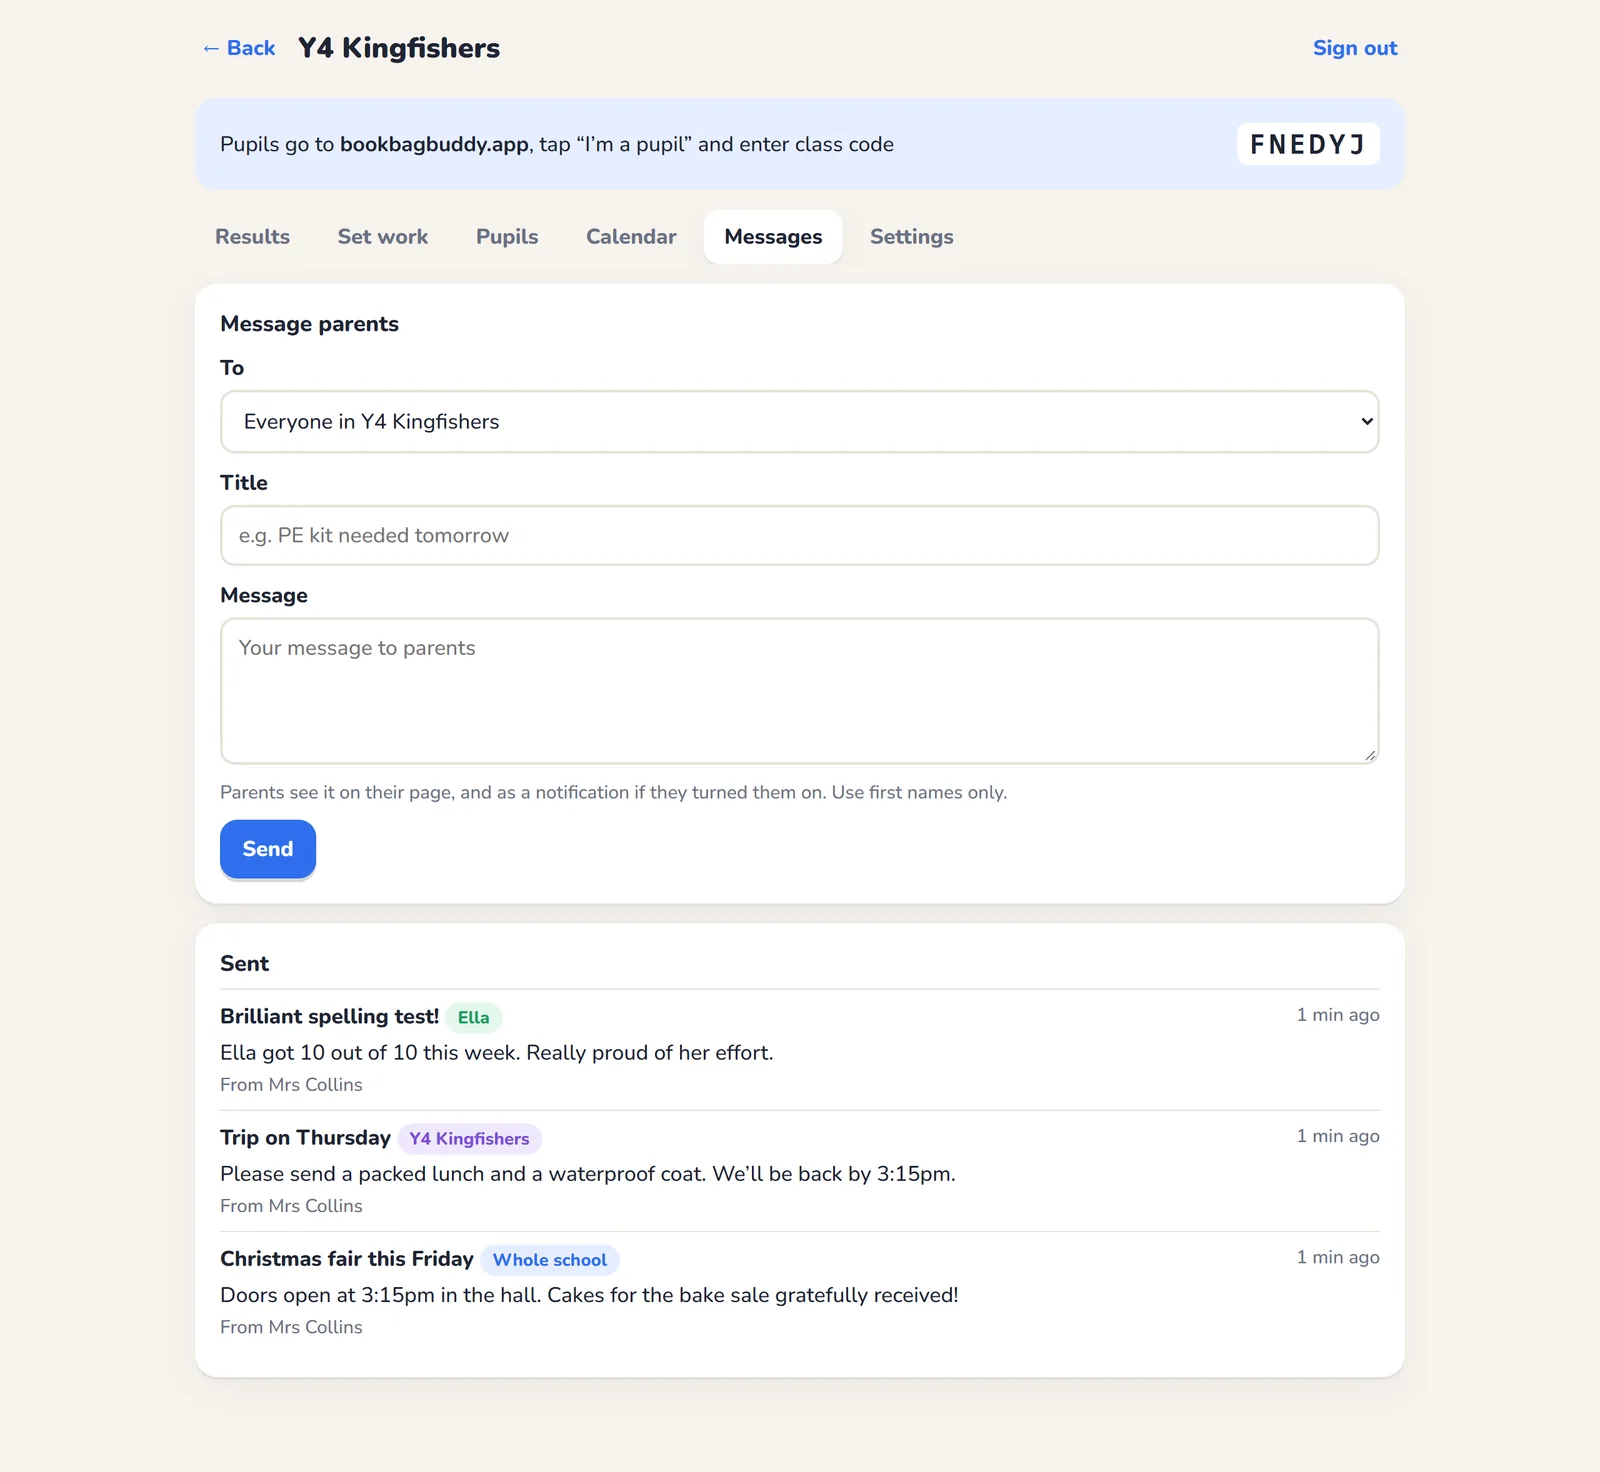 ← Back Y4 Kingfishers Sign out
Pupils go to bookbagbuddy.app, tap “I’m a pupil” and enter class code FNEDYJ
Results Set work Pupils Calendar Messages Settings
Message parents
To
Everyone in Y4 Kingfishers
Title
e.g. PE kit needed tomorrow
Message
Your message to parents
Parents see it on their page, and as a notification if they turned them on. Use first names only.
Send
Sent
Brilliant spelling test! Ella 1 min ago
Ella got 10 out of 10 this week. Really proud of her effort.
From Mrs Collins
Trip on Thursday Y4 Kingfishers 1 min ago
Please send a packed lunch and a waterproof coat. We’ll be back by 3:15pm.
From Mrs Collins
Christmas fair this Friday Whole school 1 min ago
Doors open at 3:15pm in the hall. Cakes for the bake sale gratefully received!
From Mrs Collins